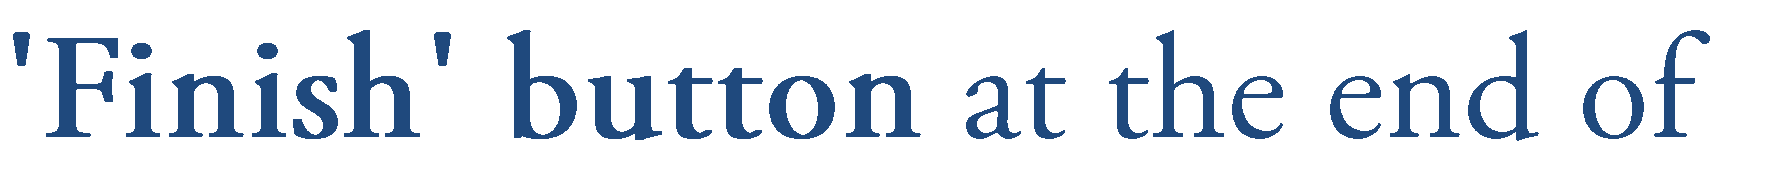 'Finish' button at the end of